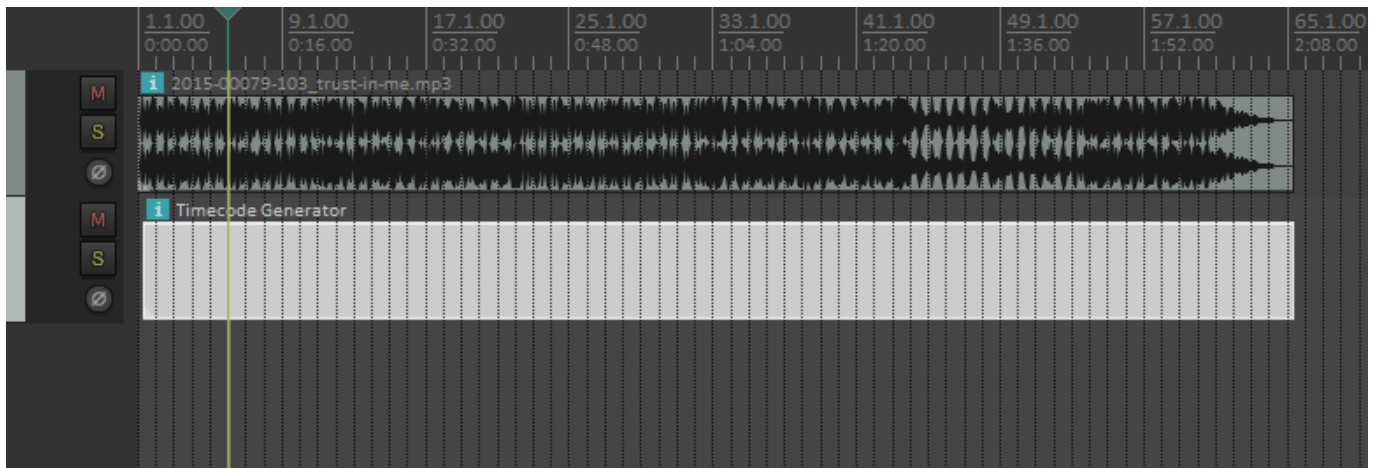 1.1.00 9.1.00 17.1.00 25.1.00 33.1.00 41.1.00 49.1.00 57.1.00 65.1.00
0:00.00 0:16.00 0:32.00 0:48.00 1:04.00 1:20.00 1:36.00 1:52.00 2:08.00
M i 2015-00079-103_trust-in-me.mp3
S
Ø
M i Timecode Generator
S
Ø